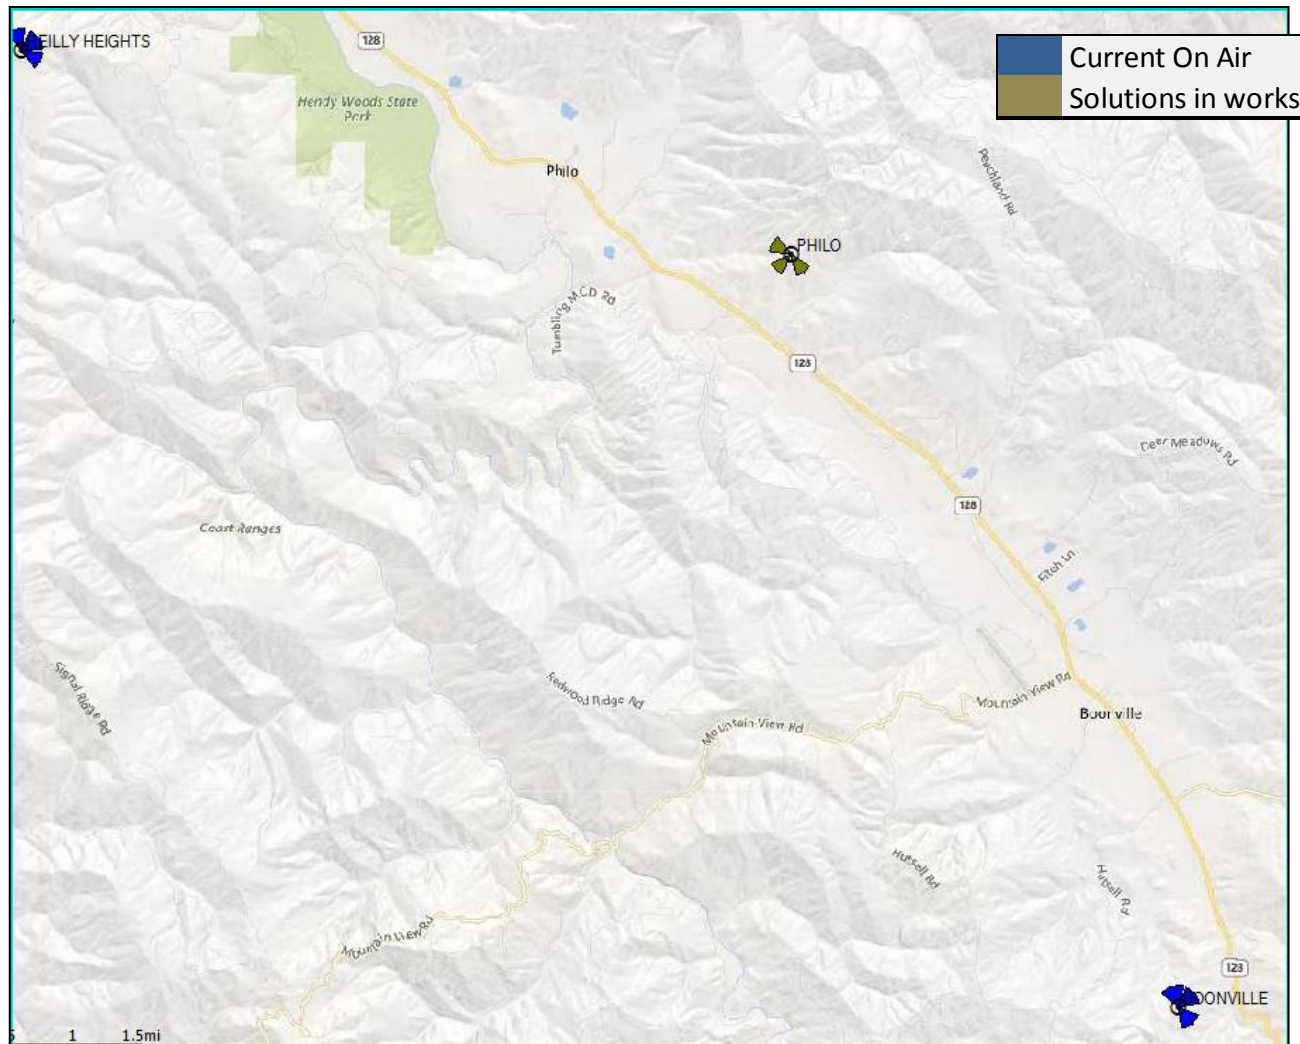 EILLY HEIGHTS
128
Current On Air
Solutions in works
Hendy Woods State
Park
Philo
Peachland Rd
PHILO
Tumbling M.C.D Rd
128
Deer Meadows Rd
128
Coast Ranges
Fitch Ln
Signal Ridge Rd
Redwood Ridge Rd
Mountain View Rd
Mountain View Rd
Boonville
Hutsell Rd
Hutsell Rd
Mountain View Rd
128
OONVILLE
1
1.5mi